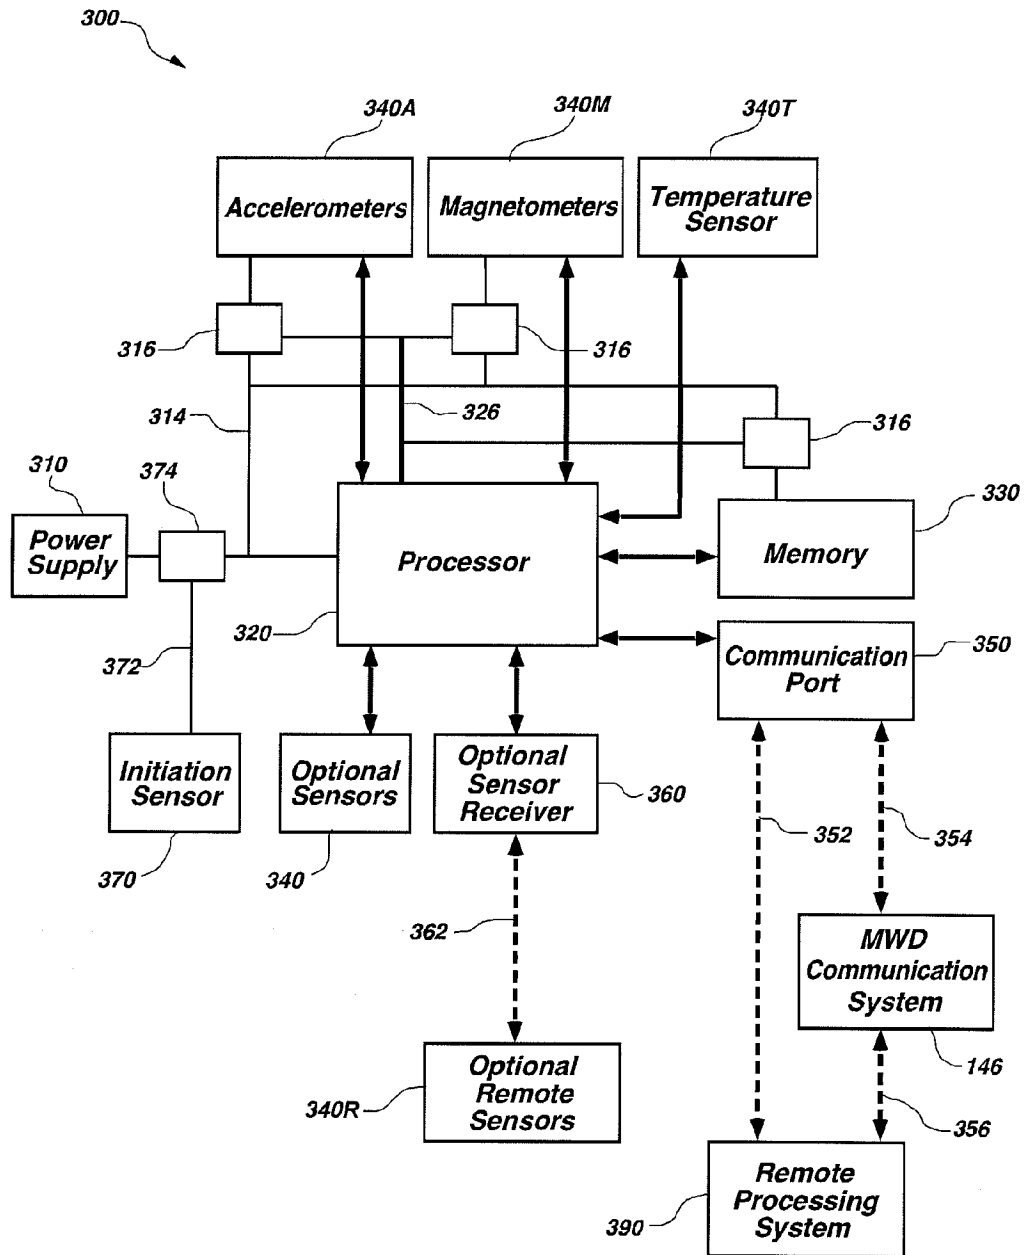 300
340A
340M
340T
Accelerometers
Magnetometers
Temperature
Sensor
316
316
314
326
316
310
374
330
Power
Supply
Processor
Memory
320
372
350
Communication
Port
Initiation
Sensor
Optional
Sensors
Optional
Sensor
Receiver
360
352
354
370
340
362
MWD
Communication
System
Optional
Remote
Sensors
146
340R
356
Remote
Processing
System
390